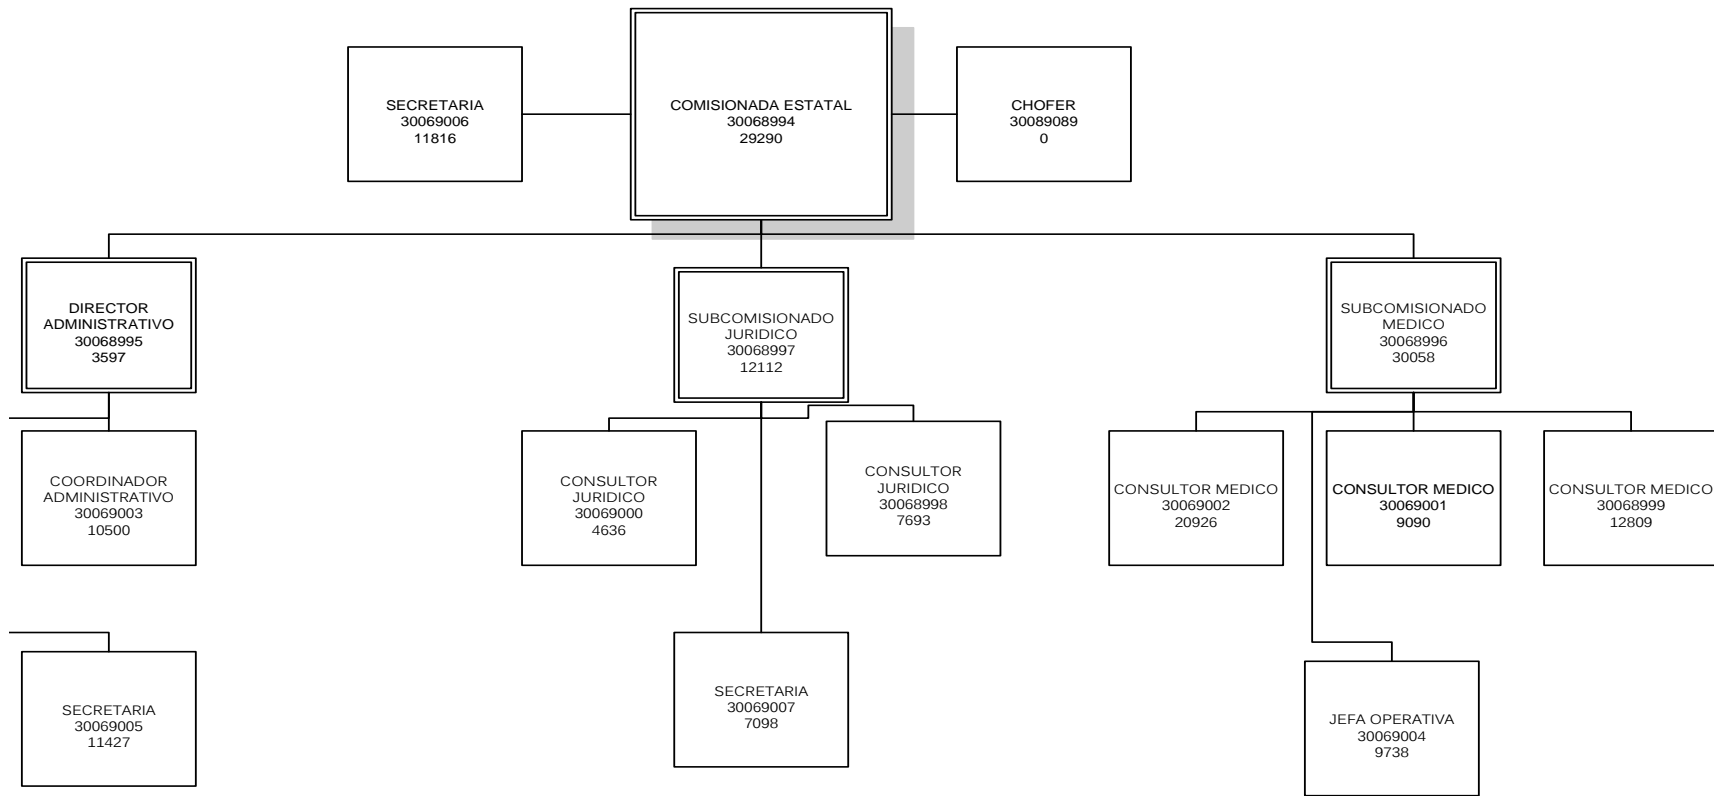 SECRETARIA
30069006
11816
COMISIONADA ESTATAL
30068994
29290
CHOFER
30089089
0
DIRECTOR
ADMINISTRATIVO
30068995
3597
SUBCOMISIONADO
JURIDICO
30068997
12112
SUBCOMISIONADO
MEDICO
30068996
30058
COORDINADOR
ADMINISTRATIVO
30069003
10500
CONSULTOR
JURIDICO
30069000
4636
CONSULTOR
JURIDICO
30068998
7693
CONSULTOR MEDICO
30069002
20926
CONSULTOR MEDICO
30069001
9090
CONSULTOR MEDICO
30068999
12809
SECRETARIA
30069005
11427
SECRETARIA
30069007
7098
JEFA OPERATIVA
30069004
9738